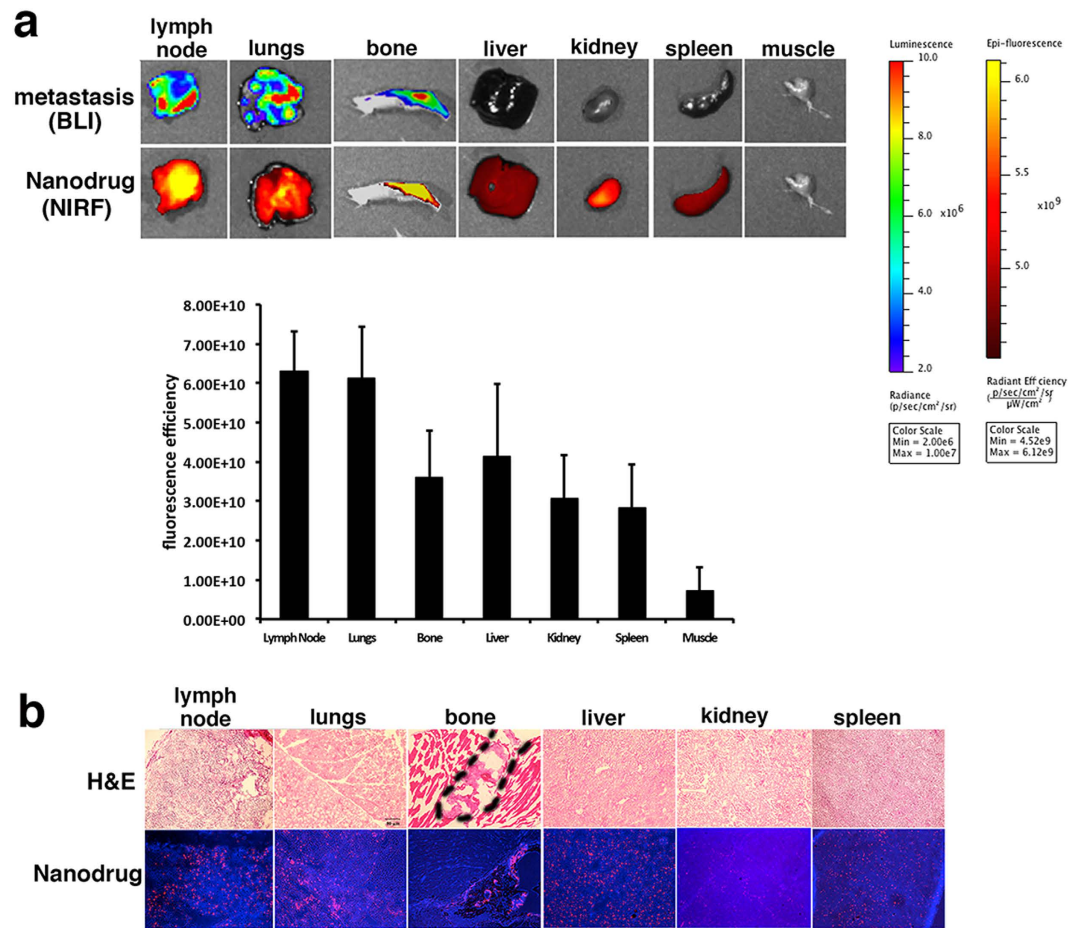 a
lymph
node
lungs
bone
liver
kidney
spleen
muscle
metastasis
(BLI)
Nanodrug
(NIRF)
Luminescence
10.0
8.0
6.0
x10⁶
4.0
2.0
Radiance
(p/sec/cm²/sr)
Color Scale
Min = 2.00e6
Max = 1.00e7
Epi-fluorescence
6.0
5.5
x10⁹
5.0
Radiant Efficiency
(p/sec/cm²/sr
µW/cm²)
Color Scale
Min = 4.52e9
Max = 6.12e9
fluorescence efficiency
8.00E+10
7.00E+10
6.00E+10
5.00E+10
4.00E+10
3.00E+10
2.00E+10
1.00E+10
0.00E+00
Lymph Node
Lungs
Bone
Liver
Kidney
Spleen
Muscle
b
lymph
node
lungs
bone
liver
kidney
spleen
H&E
Nanodrug